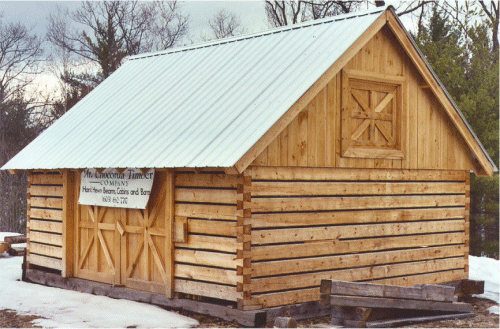 Mt. Chocorua Timber
COMPANY
Hand Hewn Beams, Cabins and Barns